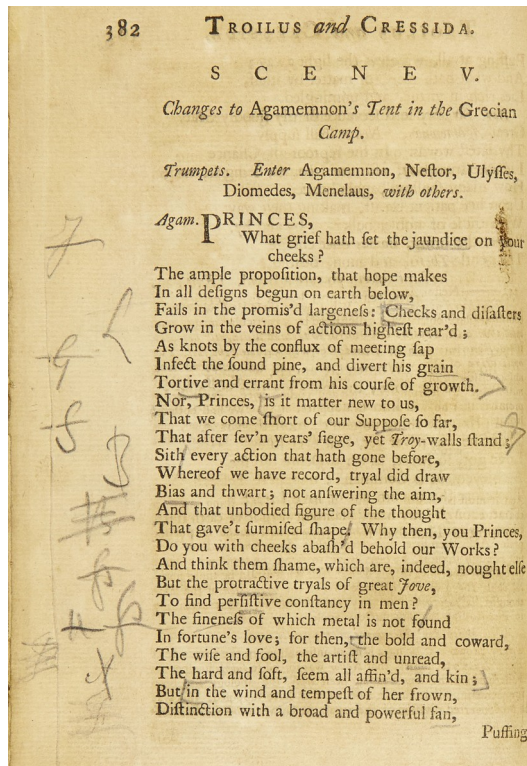 382 TROILUS and CRESSIDA.
S C E N E V.
Changes to Agamemnon's Tent in the Grecian
Camp.
Trumpets. Enter Agamemnon, Neſtor, Ulyſſes,
Diomedes, Menelaus, with others.
Agam. PRINCES,
What grief hath ſet the jaundice on your
cheeks?
The ample propoſition, that hope makes
In all deſigns begun on earth below,
Fails in the promis'd largeneſs: Checks and diſaſters
Grow in the veins of actions higheſt rear'd;
As knots by the conflux of meeting ſap
Infect the ſound pine, and divert his grain
Tortive and errant from his courſe of growth.
Nor, Princes, is it matter new to us,
That we come ſhort of our Suppoſe ſo far,
That after ſev'n years' ſiege, yet Troy-walls ſtand;
Sith every action that hath gone before,
Whereof we have record, tryal did draw
Bias and thwart; not anſwering the aim,
And that unbodied figure of the thought
That gave't ſurmiſed ſhape. Why then, you Princes,
Do you with cheeks abaſh'd behold our Works?
And think them ſhame, which are, indeed, nought elſe
But the protractive tryals of great Jove,
To find perſiſtive conſtancy in men?
The fineneſs of which metal is not found
In fortune's love; for then, the bold and coward,
The wiſe and fool, the artiſt and unread,
The hard and ſoft, ſeem all affin'd, and kin;
But in the wind and tempeſt of her frown,
Diſtinction with a broad and powerful fan,
Puffing